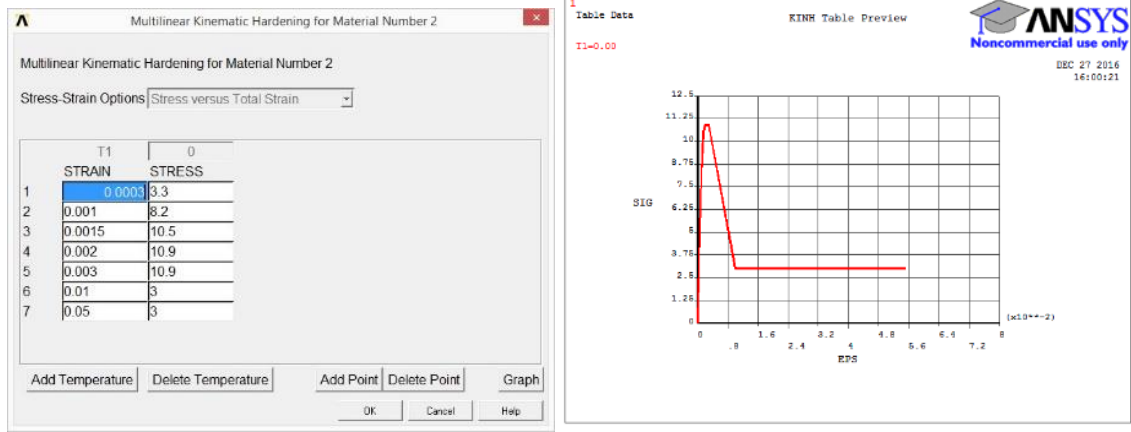 Multilinear Kinematic Hardening for Material Number 2
Multilinear Kinematic Hardening for Material Number 2
Stress-Strain Options Stress versus Total Strain
T1 0
STRAIN STRESS
1 0.0003 3.3
2 0.001 8.2
3 0.0015 10.5
4 0.002 10.9
5 0.003 10.9
6 0.01 3
7 0.05 3
Add Temperature Delete Temperature Add Point Delete Point Graph
OK Cancel Help
1
Table Data
KINH Table Preview
ANSYS
Noncommercial use only
T1=0.00
DEC 27 2016
16:00:21
12.5
11.25
10
8.75
7.5
SIG
6.25
5
3.75
2.5
1.25
0
(x10**-2)
0 1.6 3.2 4.8 6.4 8
.8 2.4 4 5.6 7.2
EPS